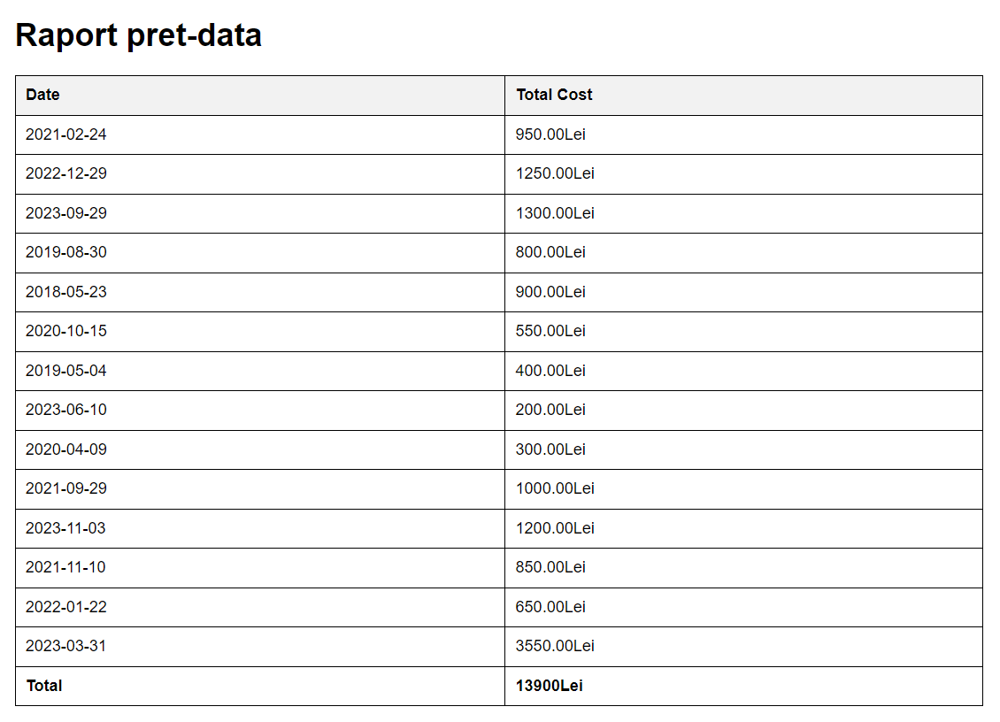 Raport pret-data
Date Total Cost
2021-02-24 950.00Lei
2022-12-29 1250.00Lei
2023-09-29 1300.00Lei
2019-08-30 800.00Lei
2018-05-23 900.00Lei
2020-10-15 550.00Lei
2019-05-04 400.00Lei
2023-06-10 200.00Lei
2020-04-09 300.00Lei
2021-09-29 1000.00Lei
2023-11-03 1200.00Lei
2021-11-10 850.00Lei
2022-01-22 650.00Lei
2023-03-31 3550.00Lei
Total 13900Lei